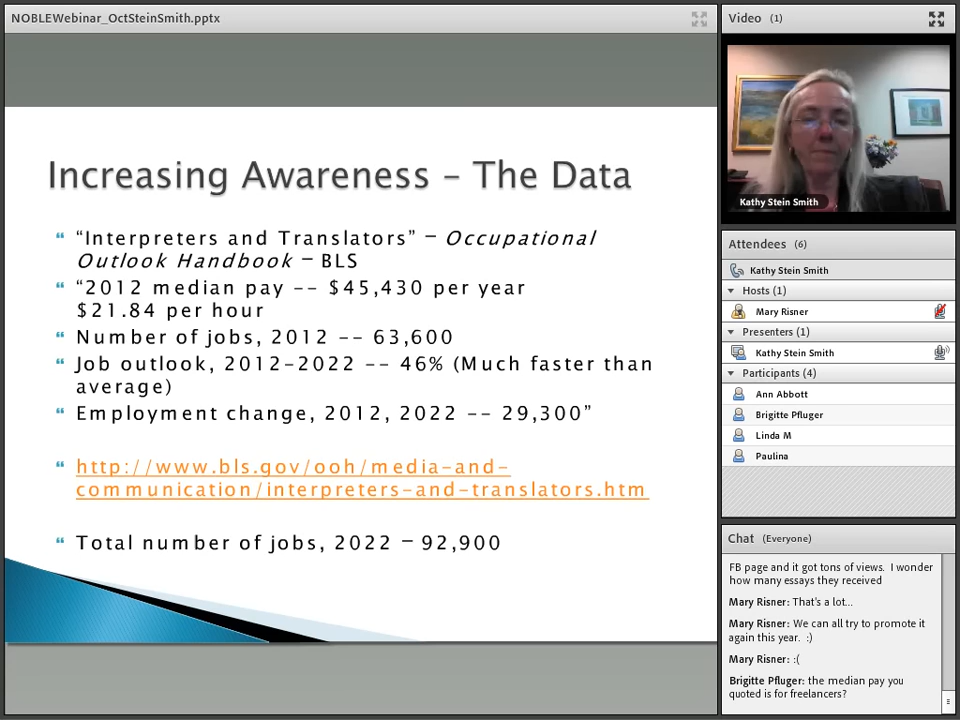 NOBLEWebinar_OctSteinSmith.pptx
Increasing Awareness – The Data
“Interpreters and Translators” – Occupational
Outlook Handbook – BLS
“2012 median pay -- $45,430 per year
$21.84 per hour
Number of jobs, 2012 -- 63,600
Job outlook, 2012-2022 -- 46% (Much faster than
average)
Employment change, 2012, 2022 -- 29,300”
http://www.bls.gov/ooh/media-and-
communication/interpreters-and-translators.htm
Total number of jobs, 2022 – 92,900
Video (1)
Kathy Stein Smith
Attendees (6)
Kathy Stein Smith
Hosts (1)
Mary Risner
Presenters (1)
Kathy Stein Smith
Participants (4)
Ann Abbott
Brigitte Pfluger
Linda M
Paulina
Chat (Everyone)
FB page and it got tons of views. I wonder
how many essays they received
Mary Risner: That's a lot...
Mary Risner: We can all try to promote it
again this year. :)
Mary Risner: :(
Brigitte Pfluger: the median pay you
quoted is for freelancers?